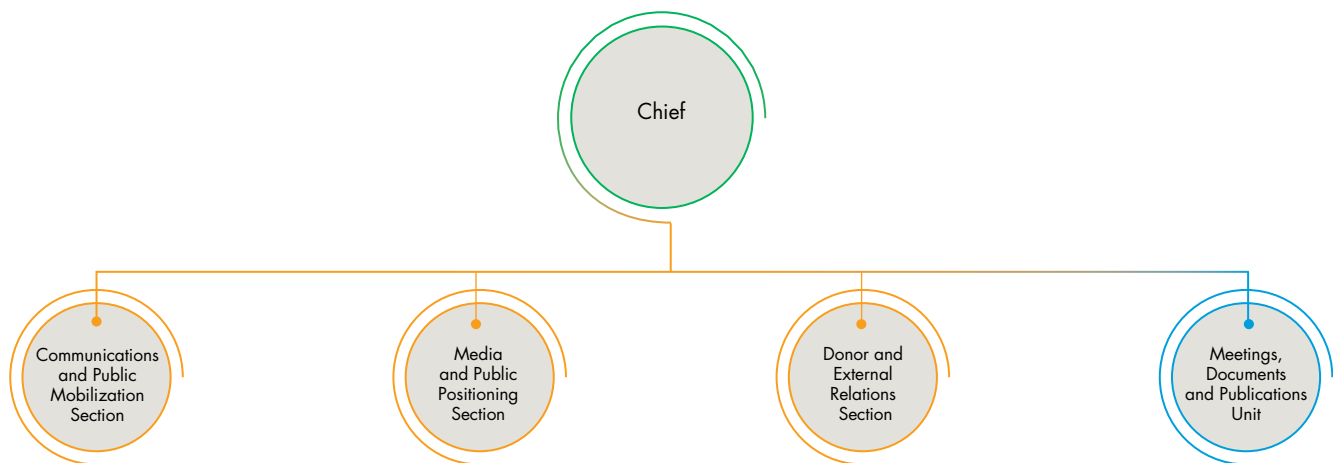 Chief
Communications
and Public
Mobilization
Section
Media
and Public
Positioning
Section
Donor and
External
Relations
Section
Meetings,
Documents
and Publications
Unit